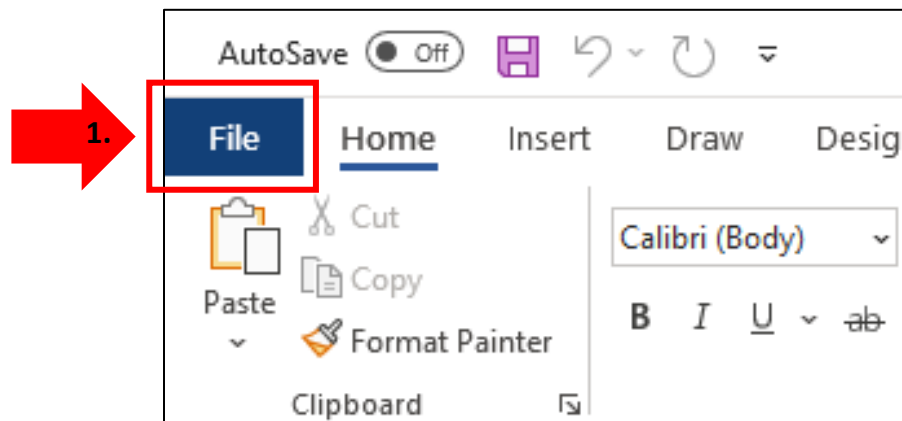 AutoSave Off
1. File Home Insert Draw Desig
Cut
Calibri (Body)
Copy
Paste
B I U ab
Format Painter
Clipboard